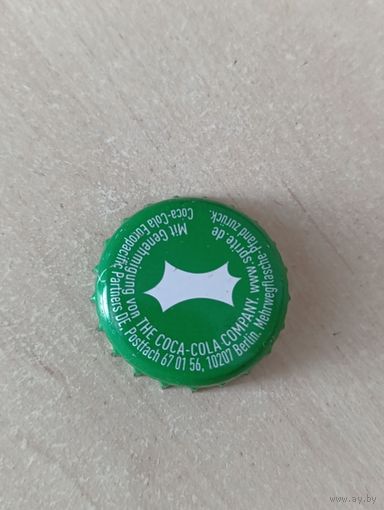 Mit Genehmigung von THE COCA-COLA COMPANY. www.sprite.de
Coca-Cola Europacific Partners DE, Postfach 67 01 56, 10207 Berlin. Mehrwegflasche-Pfand zurück.
www.ay.by